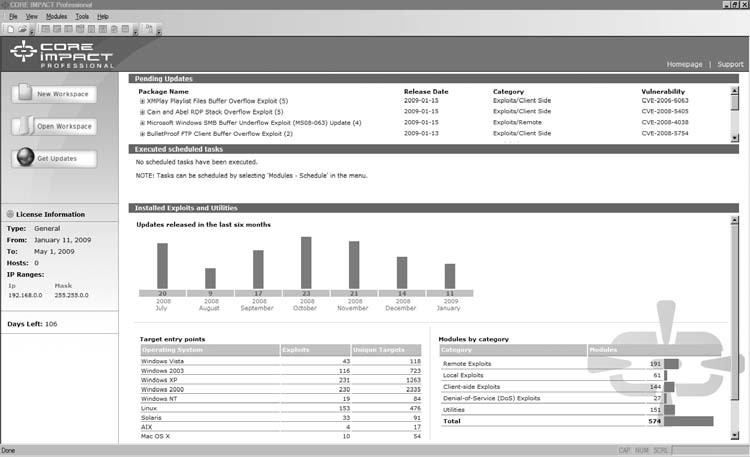 CORE IMPACT Professional
File View Modules Tools Help
CORE IMPACT PROFESSIONAL
Homepage | Support
New Workspace
Open Workspace
Get Updates
License Information
Type: General
From: January 11, 2009
To: May 1, 2009
Hosts: 0
IP Ranges:
Ip Mask
192.168.0.0 255.255.0.0
Days Left: 106
Pending Updates
Package Name Release Date Category Vulnerability
XMPlay Playlist Files Buffer Overflow Exploit (5) 2009-01-15 Exploits/Client Side CVE-2006-6063
Cain and Abel RDP Stack Overflow Exploit (5) 2009-01-15 Exploits/Client Side CVE-2008-5405
Microsoft Windows SMB Buffer Underflow Exploit (MS08-063) Update (4) 2009-01-15 Exploits/Remote CVE-2008-4038
BulletProof FTP Client Buffer Overflow Exploit (2) 2009-01-13 Exploits/Client Side CVE-2008-5754
Executed scheduled tasks
No scheduled tasks have been executed.
NOTE: Tasks can be scheduled by selecting 'Modules - Schedule' in the menu.
Installed Exploits and Utilities
Updates released in the last six months
20 9 17 23 21 14 11
2008 2008 2008 2008 2008 2008 2009
July August September October November December January
Target entry points
Operating System Exploits Unique Targets
Windows Vista 43 118
Windows 2003 116 723
Windows XP 231 1263
Windows 2000 230 2335
Windows NT 19 84
Linux 153 476
Solaris 33 91
AIX 4 17
Mac OS X 10 54
Modules by category
Category Modules
Remote Exploits 191
Local Exploits 61
Client-side Exploits 144
Denial-of-Service (DoS) Exploits 27
Utilities 151
Total 574
Done CAP NUM SCRL